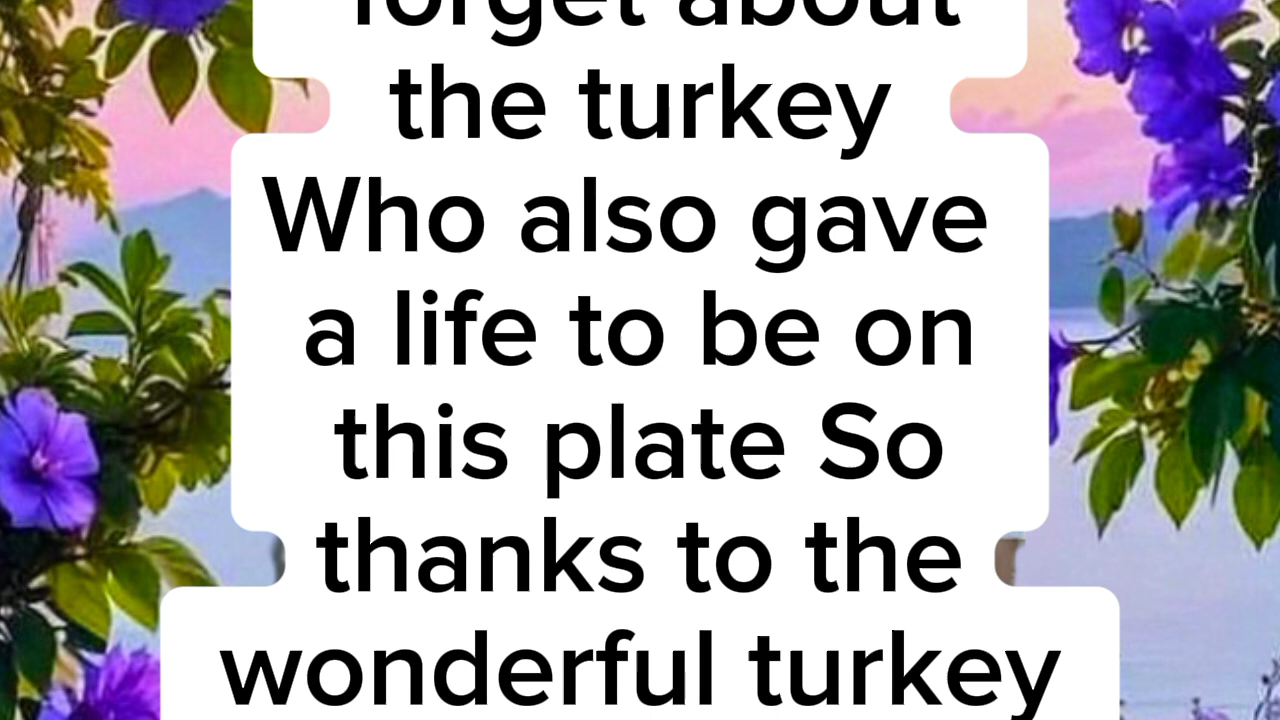 forget about
the turkey
Who also gave
a life to be on
this plate So
thanks to the
wonderful turkey